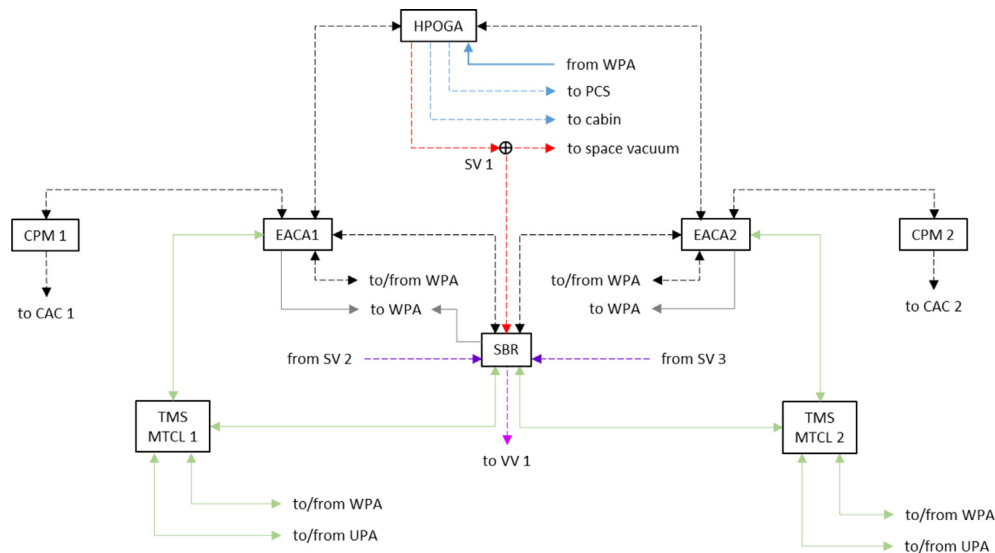 HPOGA
from WPA
to PCS
to cabin
to space vacuum
SV 1
CPM 1
EACA1
EACA2
CPM 2
to/from WPA
to/from WPA
to CAC 1
to WPA
to WPA
to CAC 2
SBR
from SV 2
from SV 3
TMS
MTCL 1
TMS
MTCL 2
to VV 1
to/from WPA
to/from UPA
to/from WPA
to/from UPA